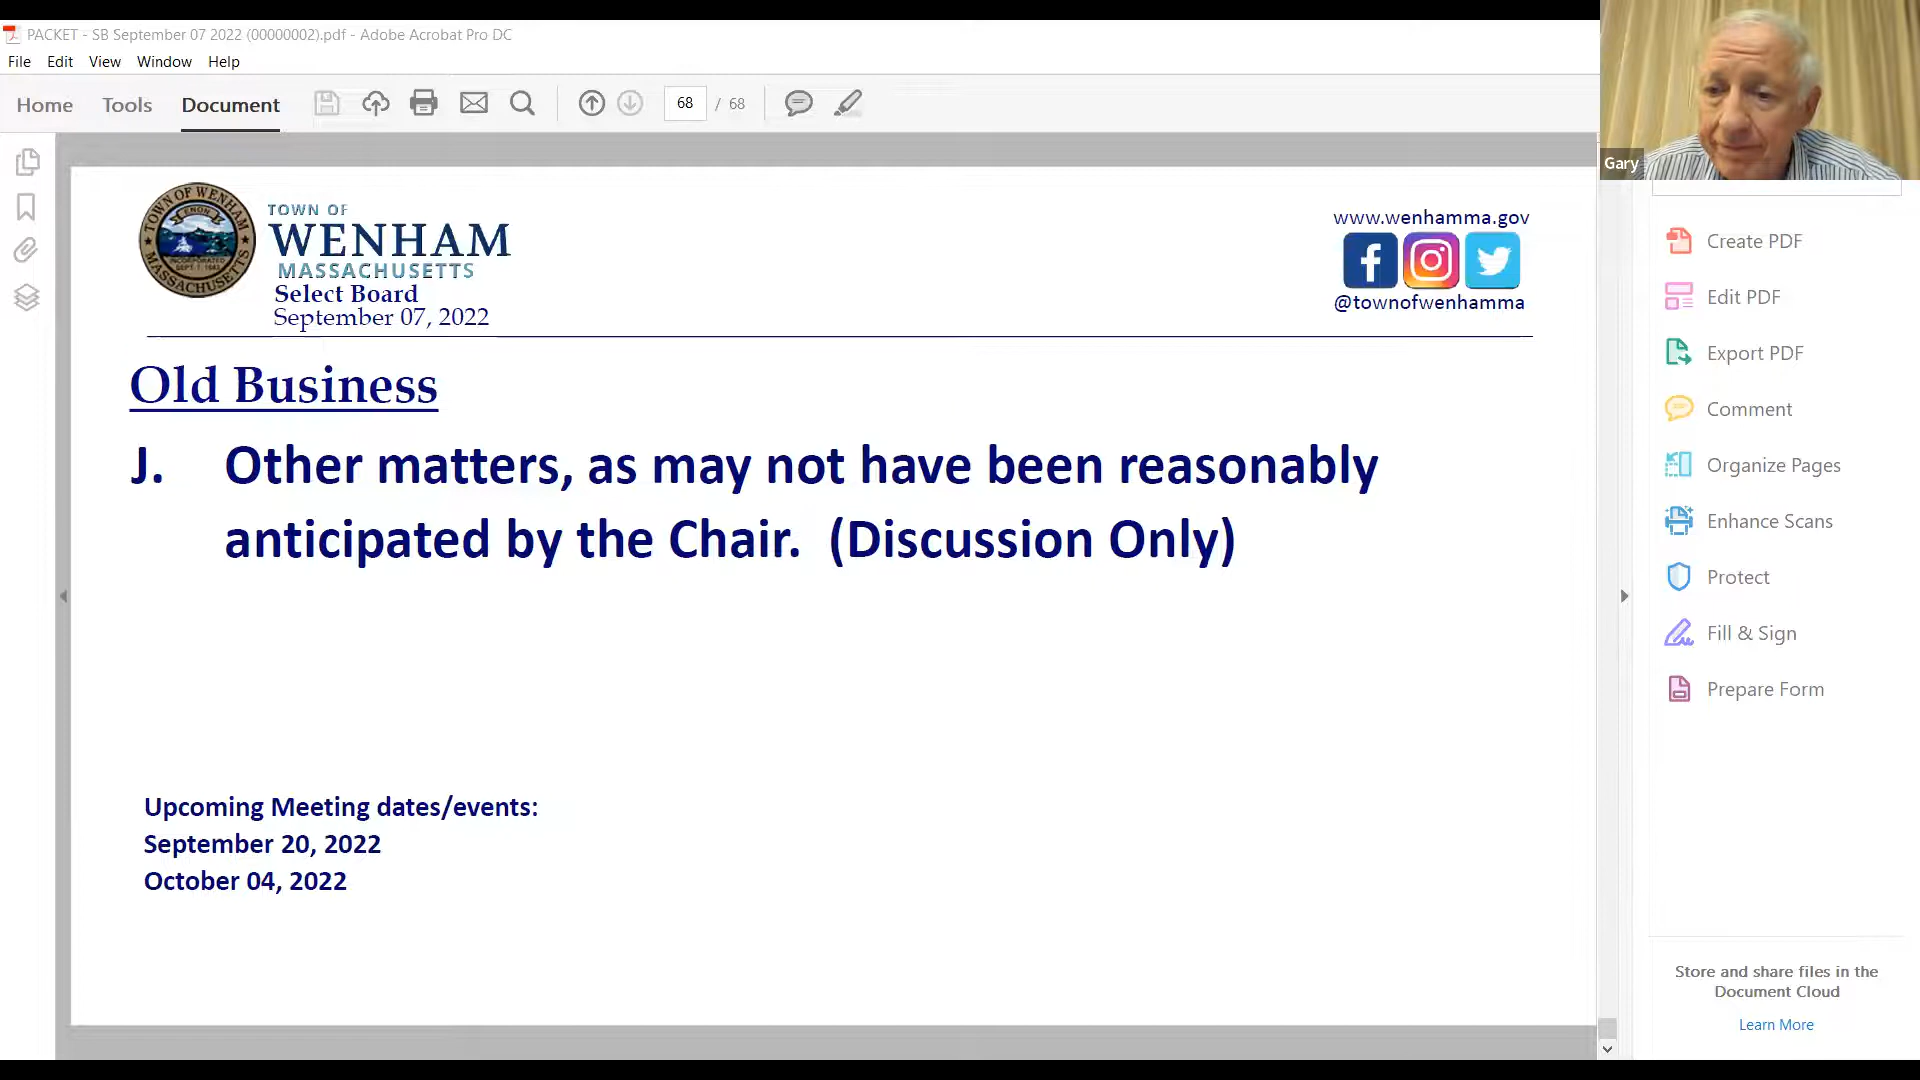 PACKET - SB September 07 2022 (00000002).pdf - Adobe Acrobat Pro DC
File Edit View Window Help
Home Tools Document 68 / 68
Gary
TOWN OF WENHAM
MASSACHUSETTS
TOWN OF
WENHAM
MASSACHUSETTS
Select Board
September 07, 2022
www.wenhamma.gov
@townofwenhamma
Old Business
J. Other matters, as may not have been reasonably
anticipated by the Chair. (Discussion Only)
Upcoming Meeting dates/events:
September 20, 2022
October 04, 2022
Create PDF
Edit PDF
Export PDF
Comment
Organize Pages
Enhance Scans
Protect
Fill & Sign
Prepare Form
Store and share files in the
Document Cloud
Learn More